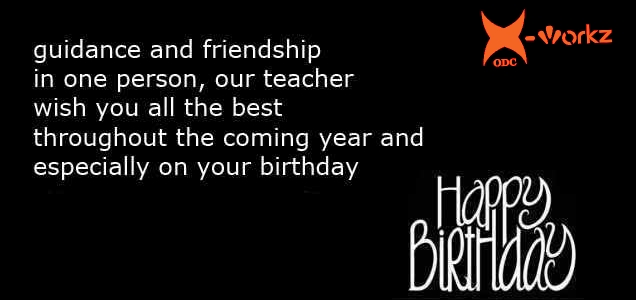 guidance and friendship
in one person, our teacher
wish you all the best
throughout the coming year and
especially on your birthday
X-workz
ODC
Happy
Birthday